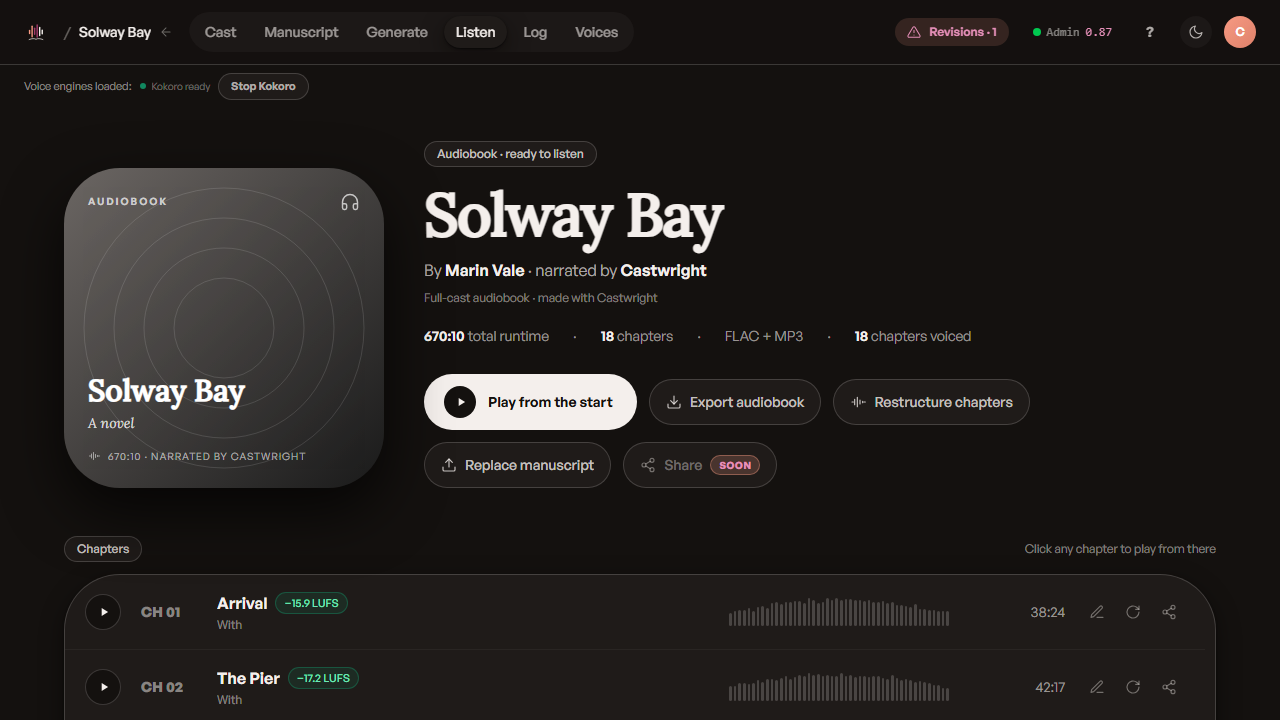 / Solway Bay ← Cast Manuscript Generate Listen Log Voices Revisions · 1 Admin 0.87 ? C
Voice engines loaded: Kokoro ready Stop Kokoro
Audiobook · ready to listen
AUDIOBOOK
Solway Bay
By Marin Vale · narrated by Castwright
Full-cast audiobook · made with Castwright
670:10 total runtime · 18 chapters · FLAC + MP3 · 18 chapters voiced
Solway Bay
A novel
670:10 · NARRATED BY CASTWRIGHT
Play from the start Export audiobook Restructure chapters
Replace manuscript Share SOON
Chapters Click any chapter to play from there
CH 01 Arrival −15.9 LUFS 38:24
With
CH 02 The Pier −17.2 LUFS 42:17
With